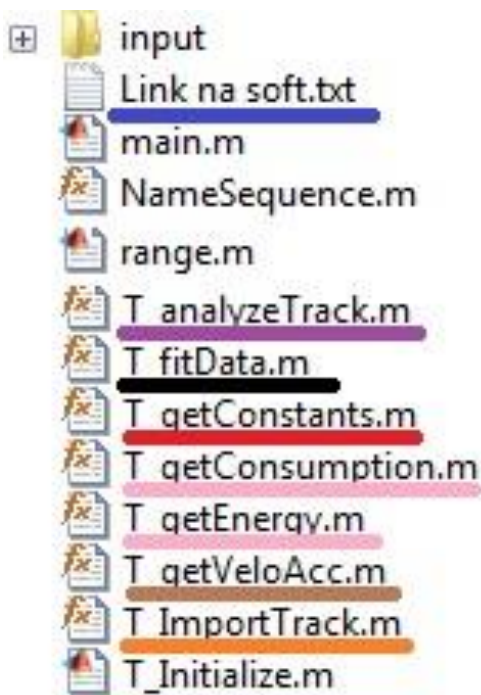 input
Link na soft.txt
main.m
NameSequence.m
range.m
T_analyzeTrack.m
T_fitData.m
T_getConstants.m
T_getConsumption.m
T_getEnergy.m
T_getVeloAcc.m
T_ImportTrack.m
T_Initialize.m